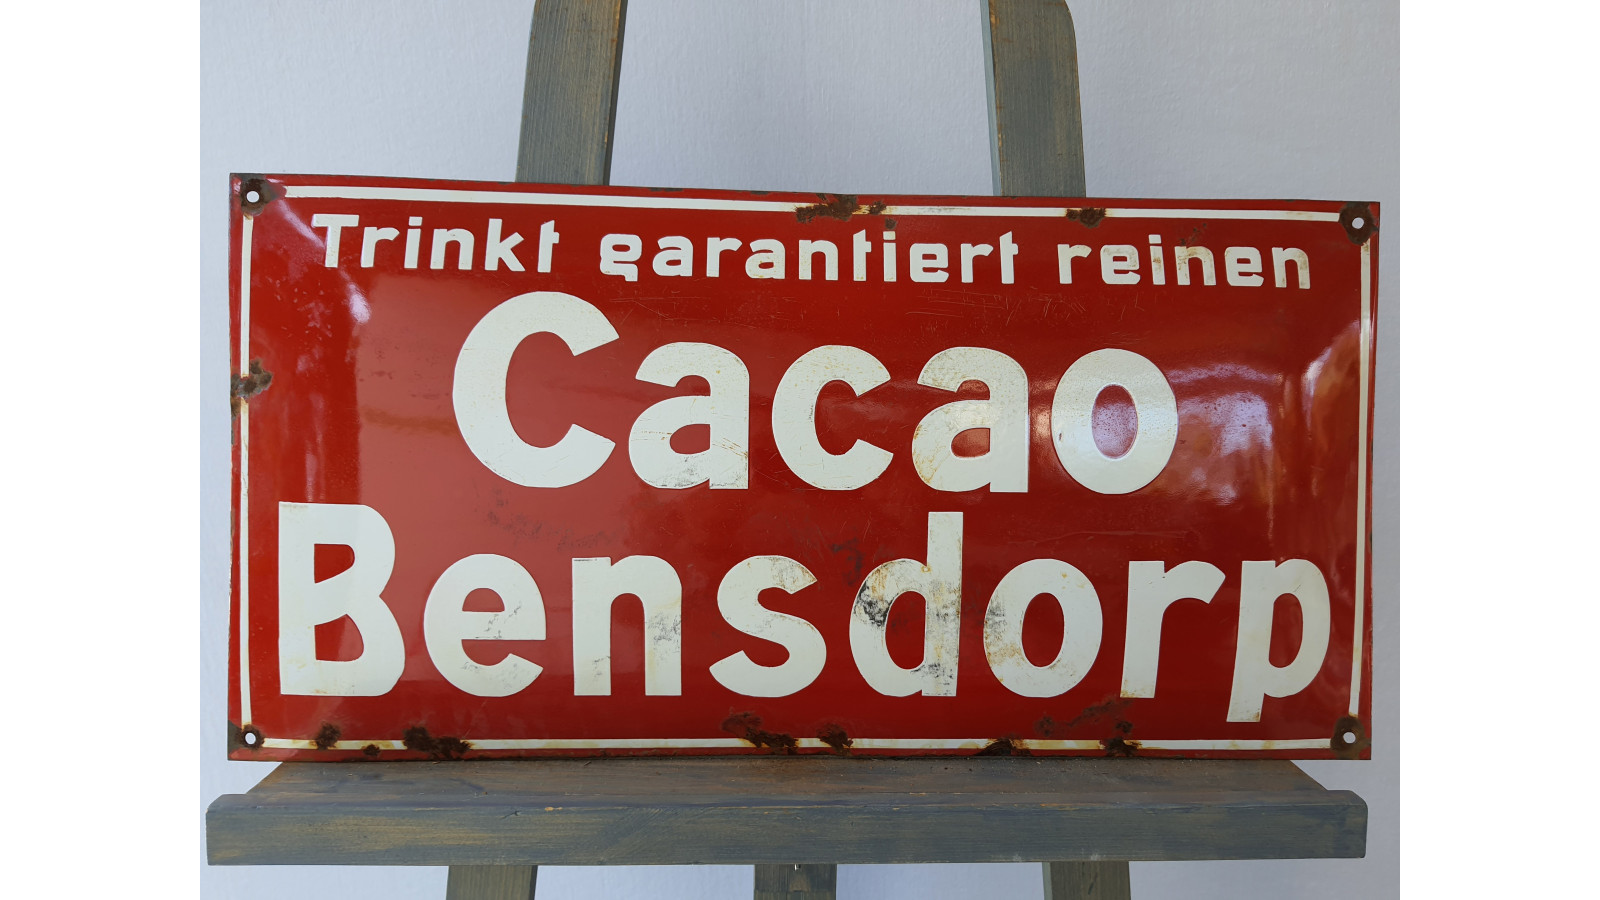 Trinkt garantiert reinen
Cacao
Bensdorp